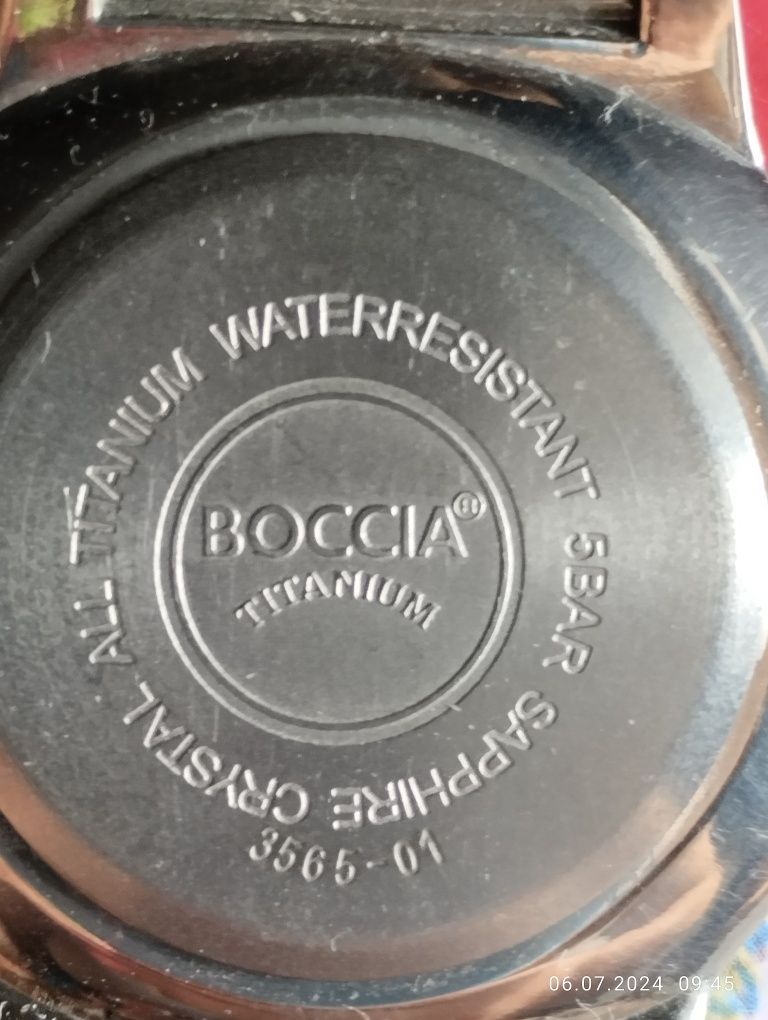 ALL TITANIUM WATERRESISTANT 5BAR SAPPHIRE CRYSTAL
BOCCIA®
TITANIUM
3565-01
06.07.2024 09:45